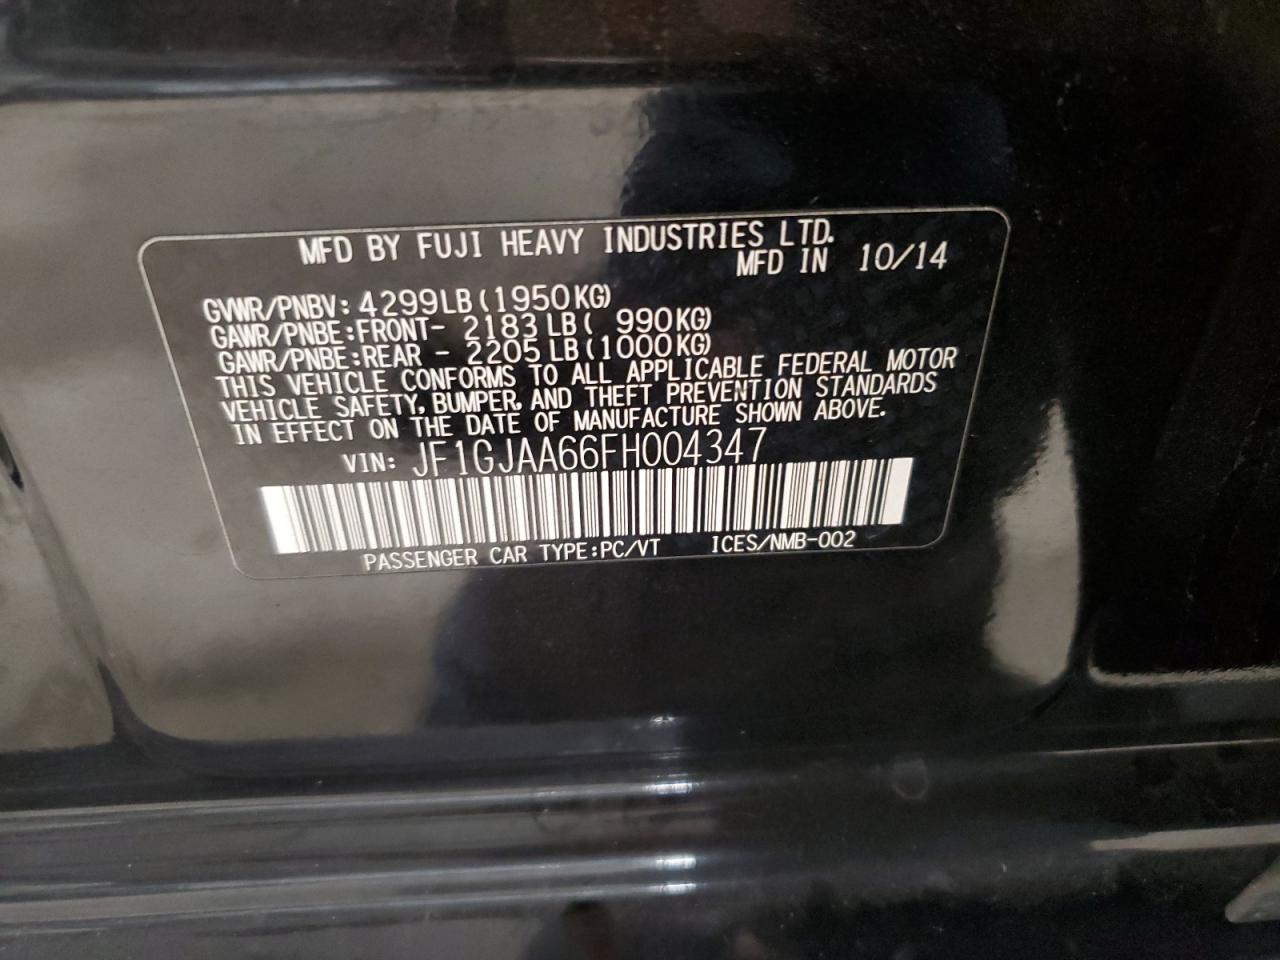 MFD BY FUJI HEAVY INDUSTRIES LTD.
MFD IN 10/14
GVWR/PNBV: 4299LB(1950KG)
GAWR/PNBE:FRONT- 2183LB( 990KG)
GAWR/PNBE:REAR - 2205LB(1000KG)
THIS VEHICLE CONFORMS TO ALL APPLICABLE FEDERAL MOTOR
VEHICLE SAFETY, BUMPER, AND THEFT PREVENTION STANDARDS
IN EFFECT ON THE DATE OF MANUFACTURE SHOWN ABOVE.
VIN: JF1GJAA66FH004347
PASSENGER CAR TYPE:PC/VT ICES/NMB-002